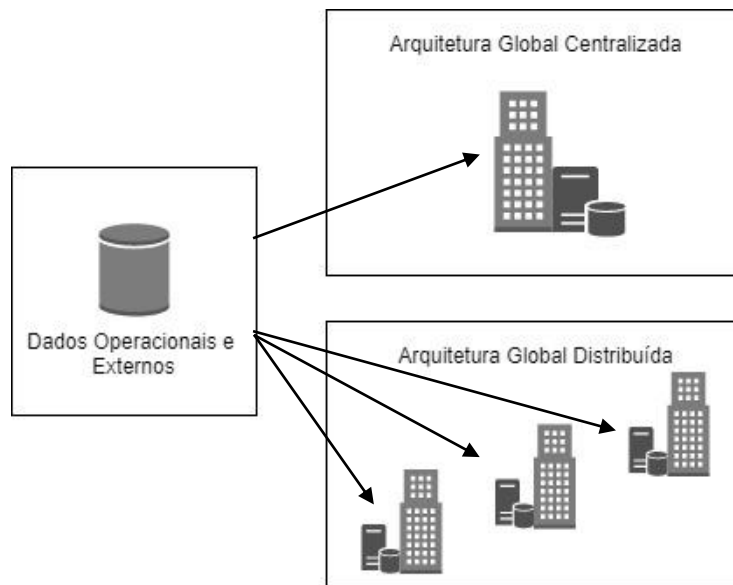 Arquitetura Global Centralizada
Dados Operacionais e
Externos
Arquitetura Global Distribuída